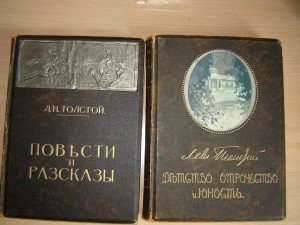 Л.Н.ТОЛСТОЙ.
ПОВѢСТИ
И
РАЗСКАЗЫ
Левъ Толстой
ДѢТСТВО ОТРОЧЕСТВО
и ЮНОСТЬ.